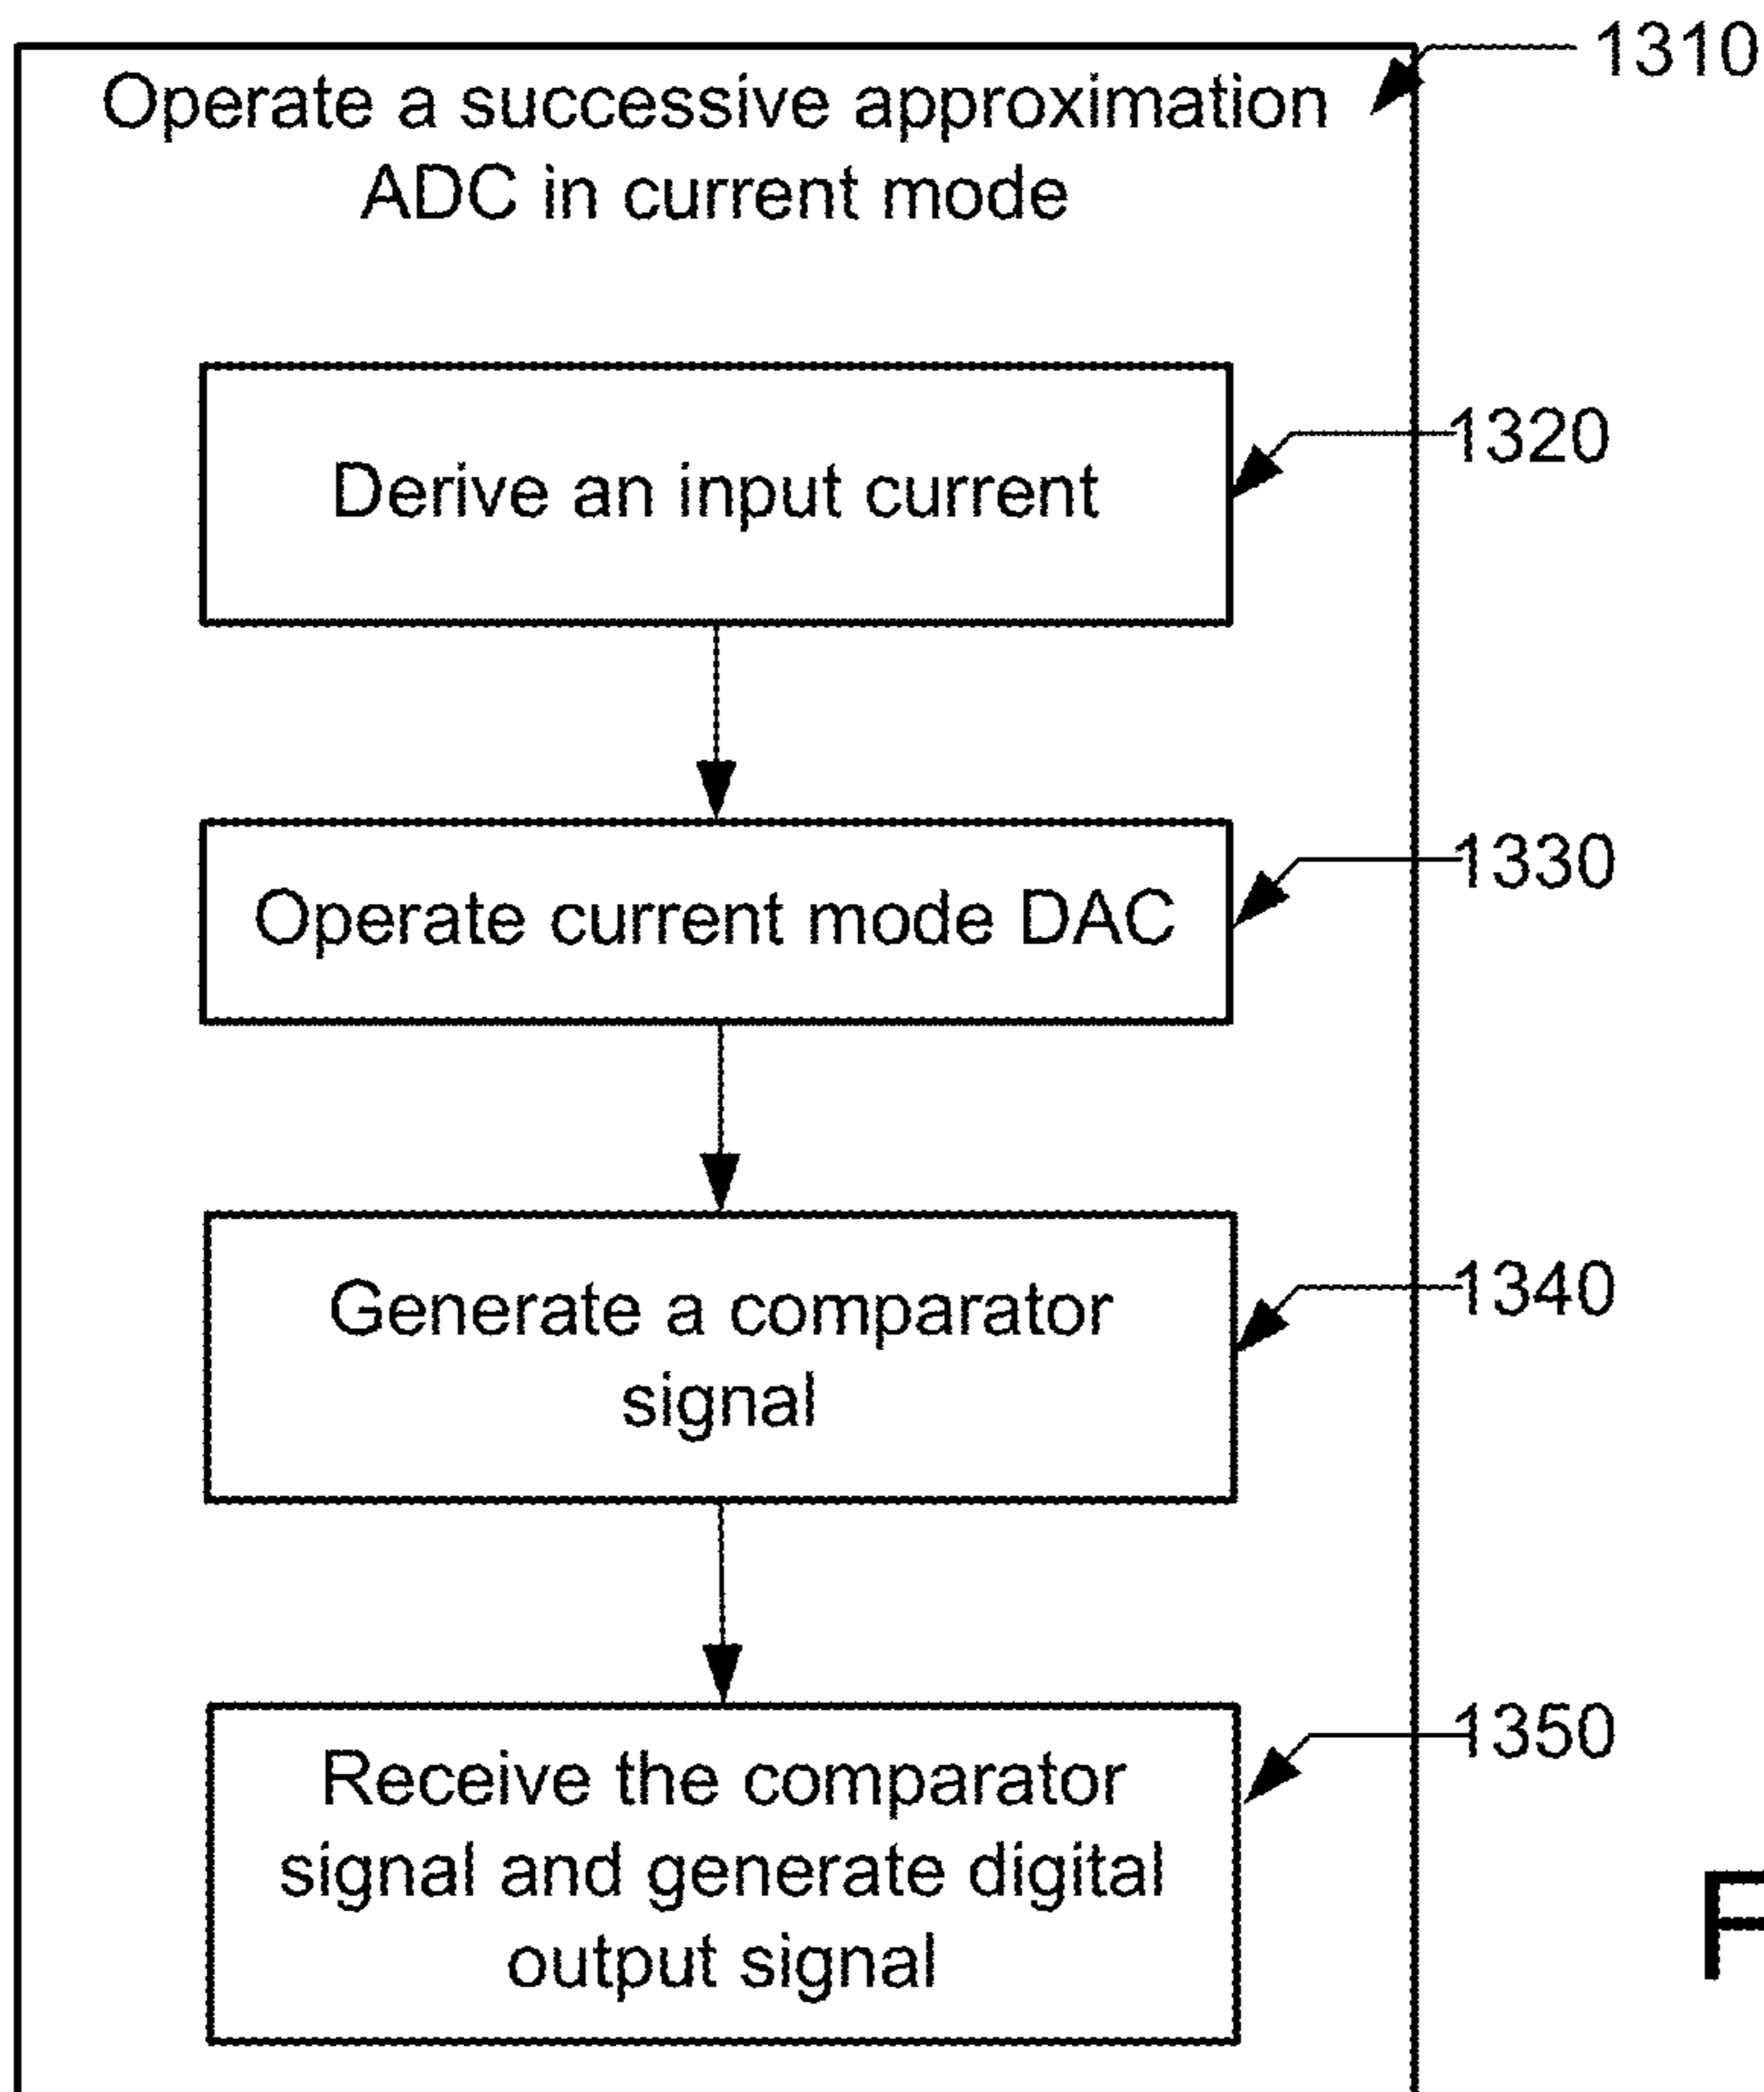 1310
Operate a successive approximation
ADC in current mode
1320
Derive an input current
1330
Operate current mode DAC
1340
Generate a comparator
signal
1350
Receive the comparator
signal and generate digital
output signal
F